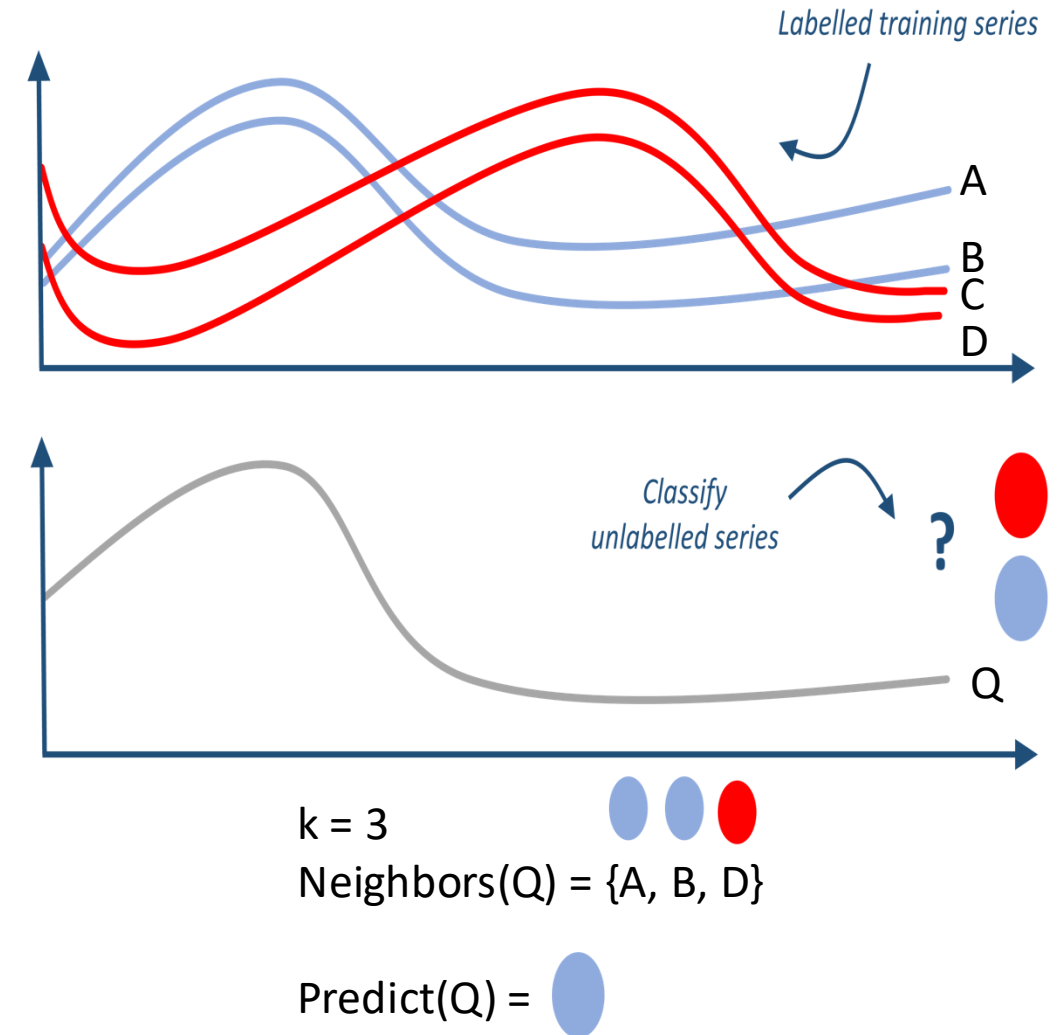 Labelled training series
A
B
C
D
Classify
unlabelled series
?
Q
k = 3
Neighbors(Q) = {A, B, D}
Predict(Q) =